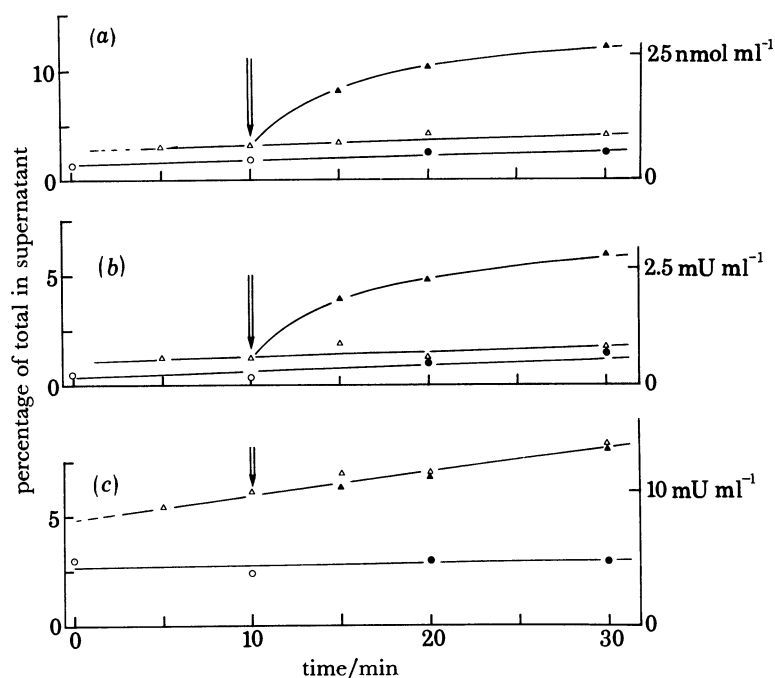 percentage of total in supernatant
(a)
10
0
25 nmol ml⁻¹
0
(b)
5
0
2.5 mU ml⁻¹
0
(c)
5
0
10 mU ml⁻¹
0
0 10 20 30
time/min